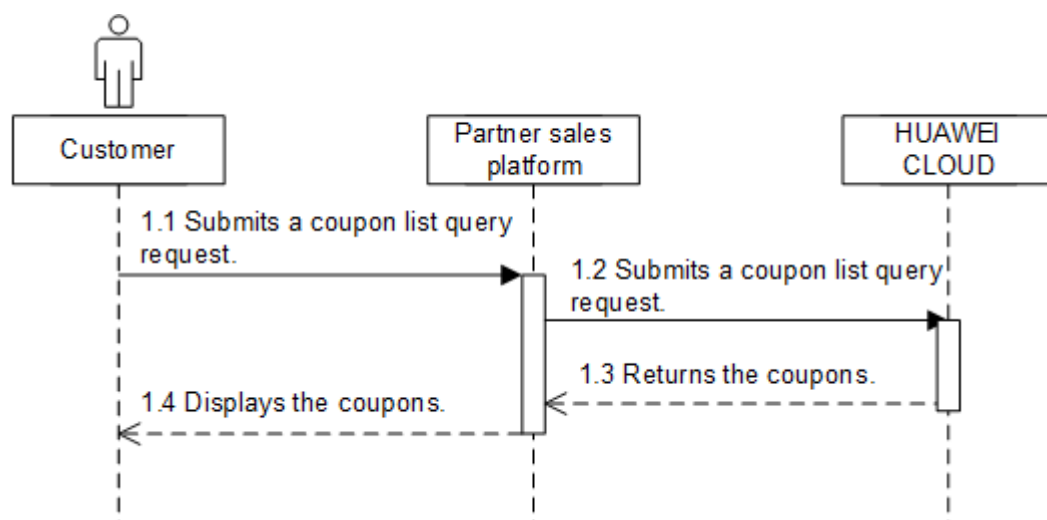 Customer
Partner sales
platform
HUAWEI
CLOUD
1.1 Submits a coupon list query
request.
1.2 Submits a coupon list query
request.
1.3 Returns the coupons.
1.4 Displays the coupons.